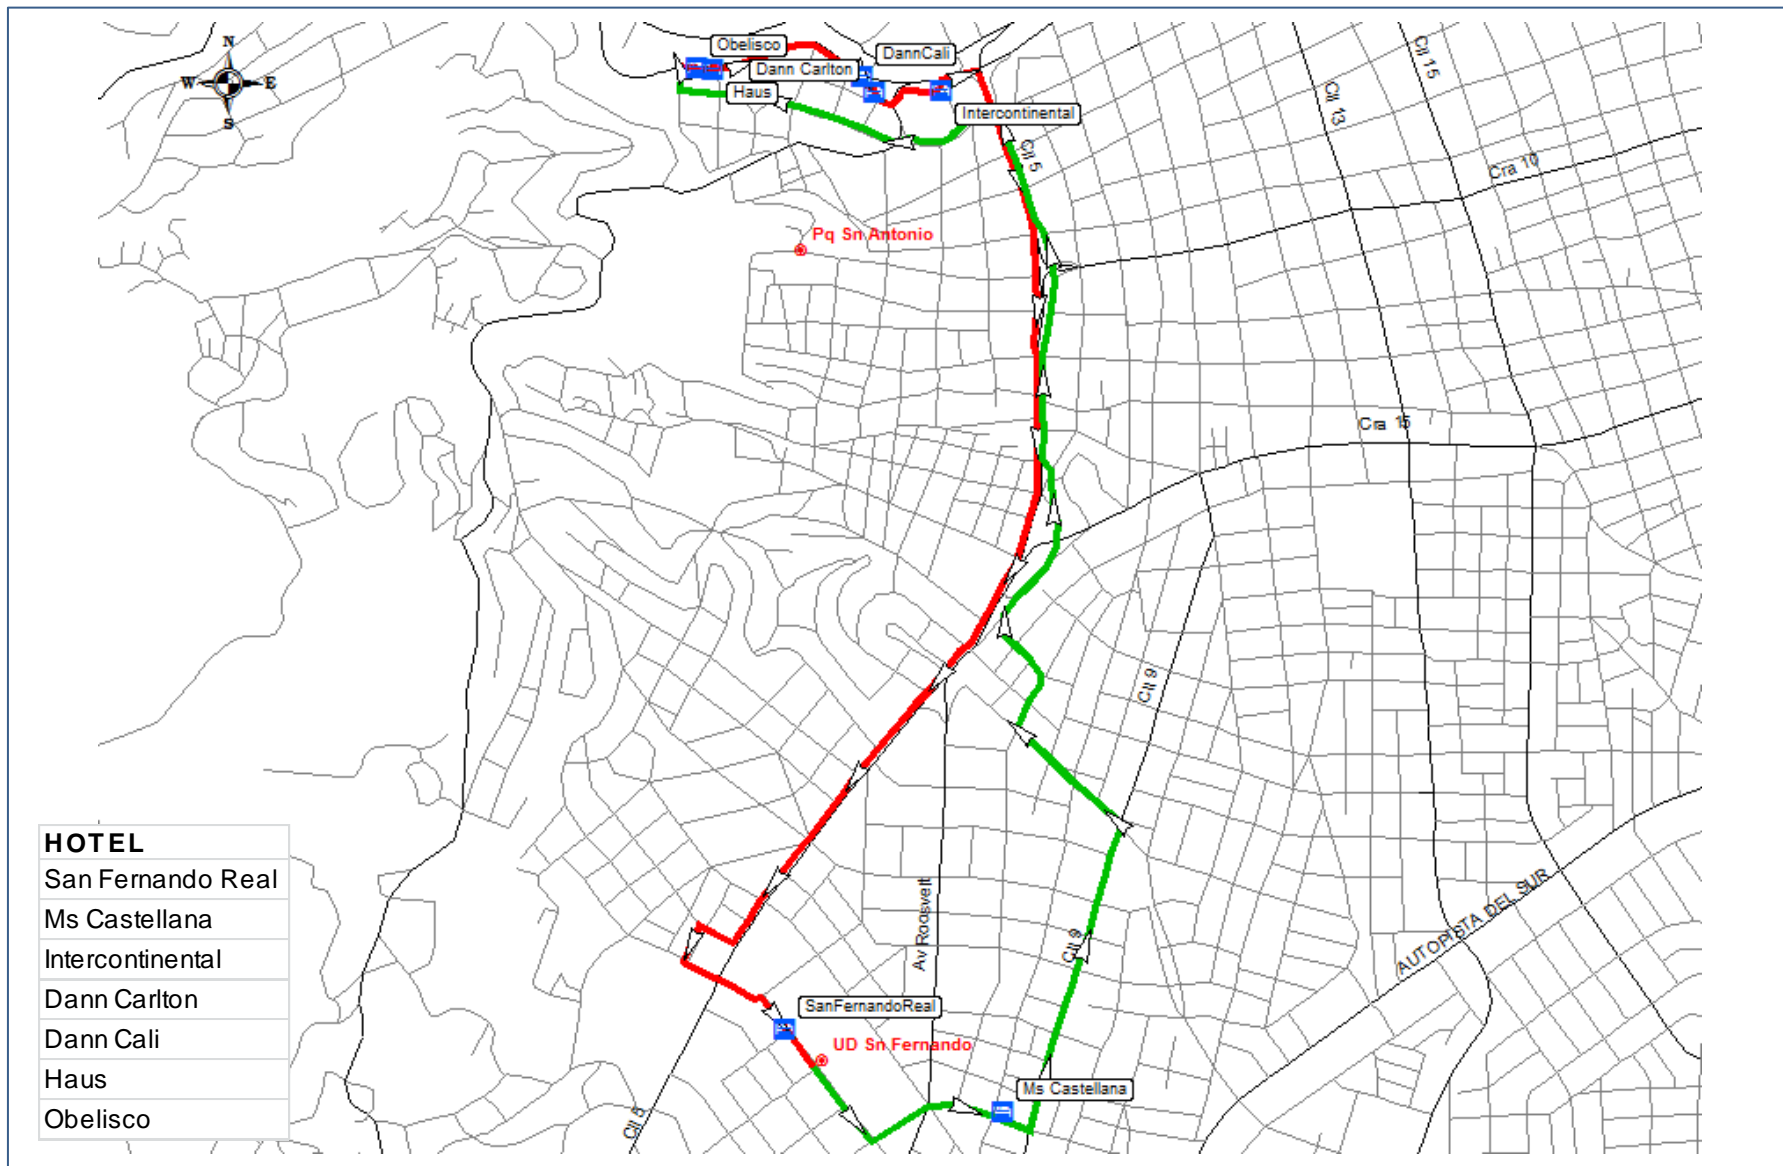 N
W
E
S
Obelisco
DannCali
Dann Carlton
Haus
Intercontinental
Cll 5
Cll 13
Cll 15
Cra 10
Pq Sn Antonio
Cra 15
Cll 9
Av Roosvelt
Cll 9
AUTOPISTA DEL SUR
SanFernandoReal
UD Sn Fernando
Ms Castellana
Cll 5
HOTEL
San Fernando Real
Ms Castellana
Intercontinental
Dann Carlton
Dann Cali
Haus
Obelisco